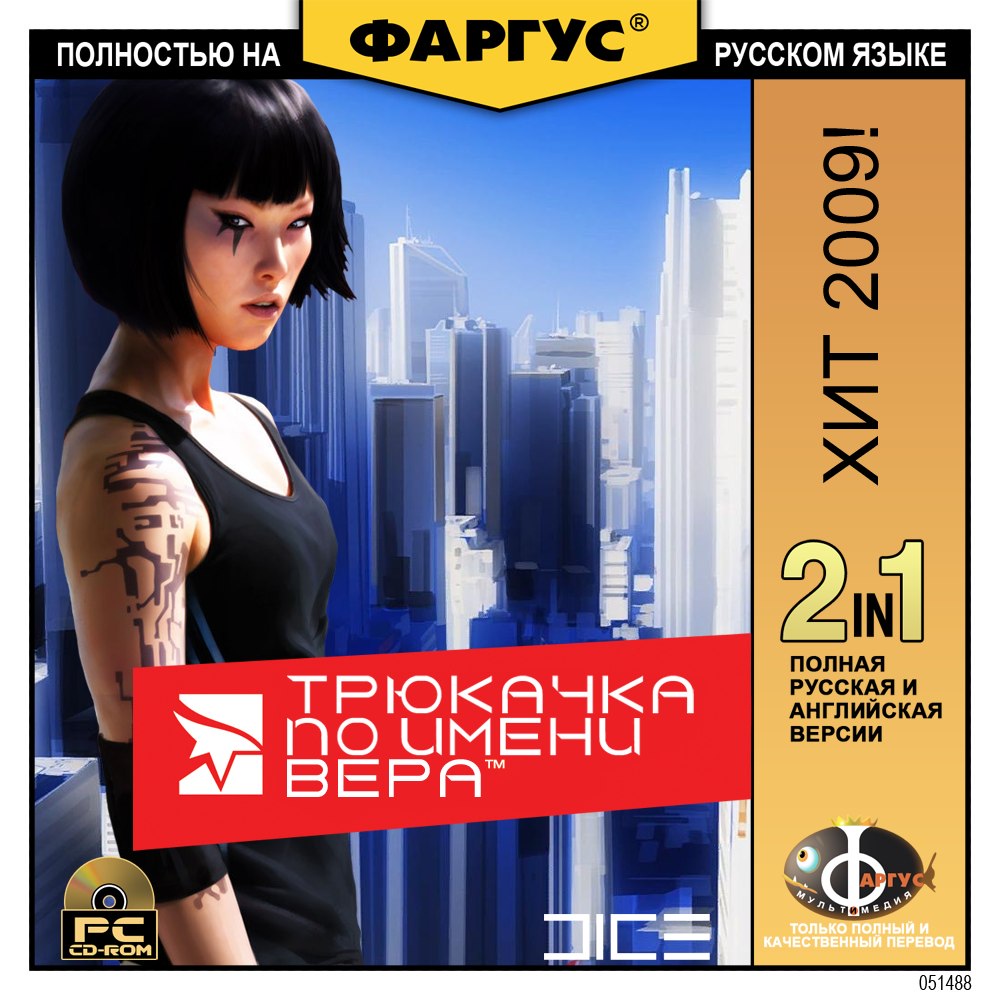 ПОЛНОСТЬЮ НА
ФАРГУС®
РУССКОМ ЯЗЫКЕ
ХИТ 2009!
2IN1
ПОЛНАЯ
РУССКАЯ И
АНГЛИЙСКАЯ
ВЕРСИИ
ТРЮКАЧКА
ПО ИМЕНИ
ВЕРА™
PC
CD-ROM
DICE
ФАРГУС
МУЛЬТИМЕДИЯ
ТОЛЬКО ПОЛНЫЙ И
КАЧЕСТВЕННЫЙ ПЕРЕВОД
051488